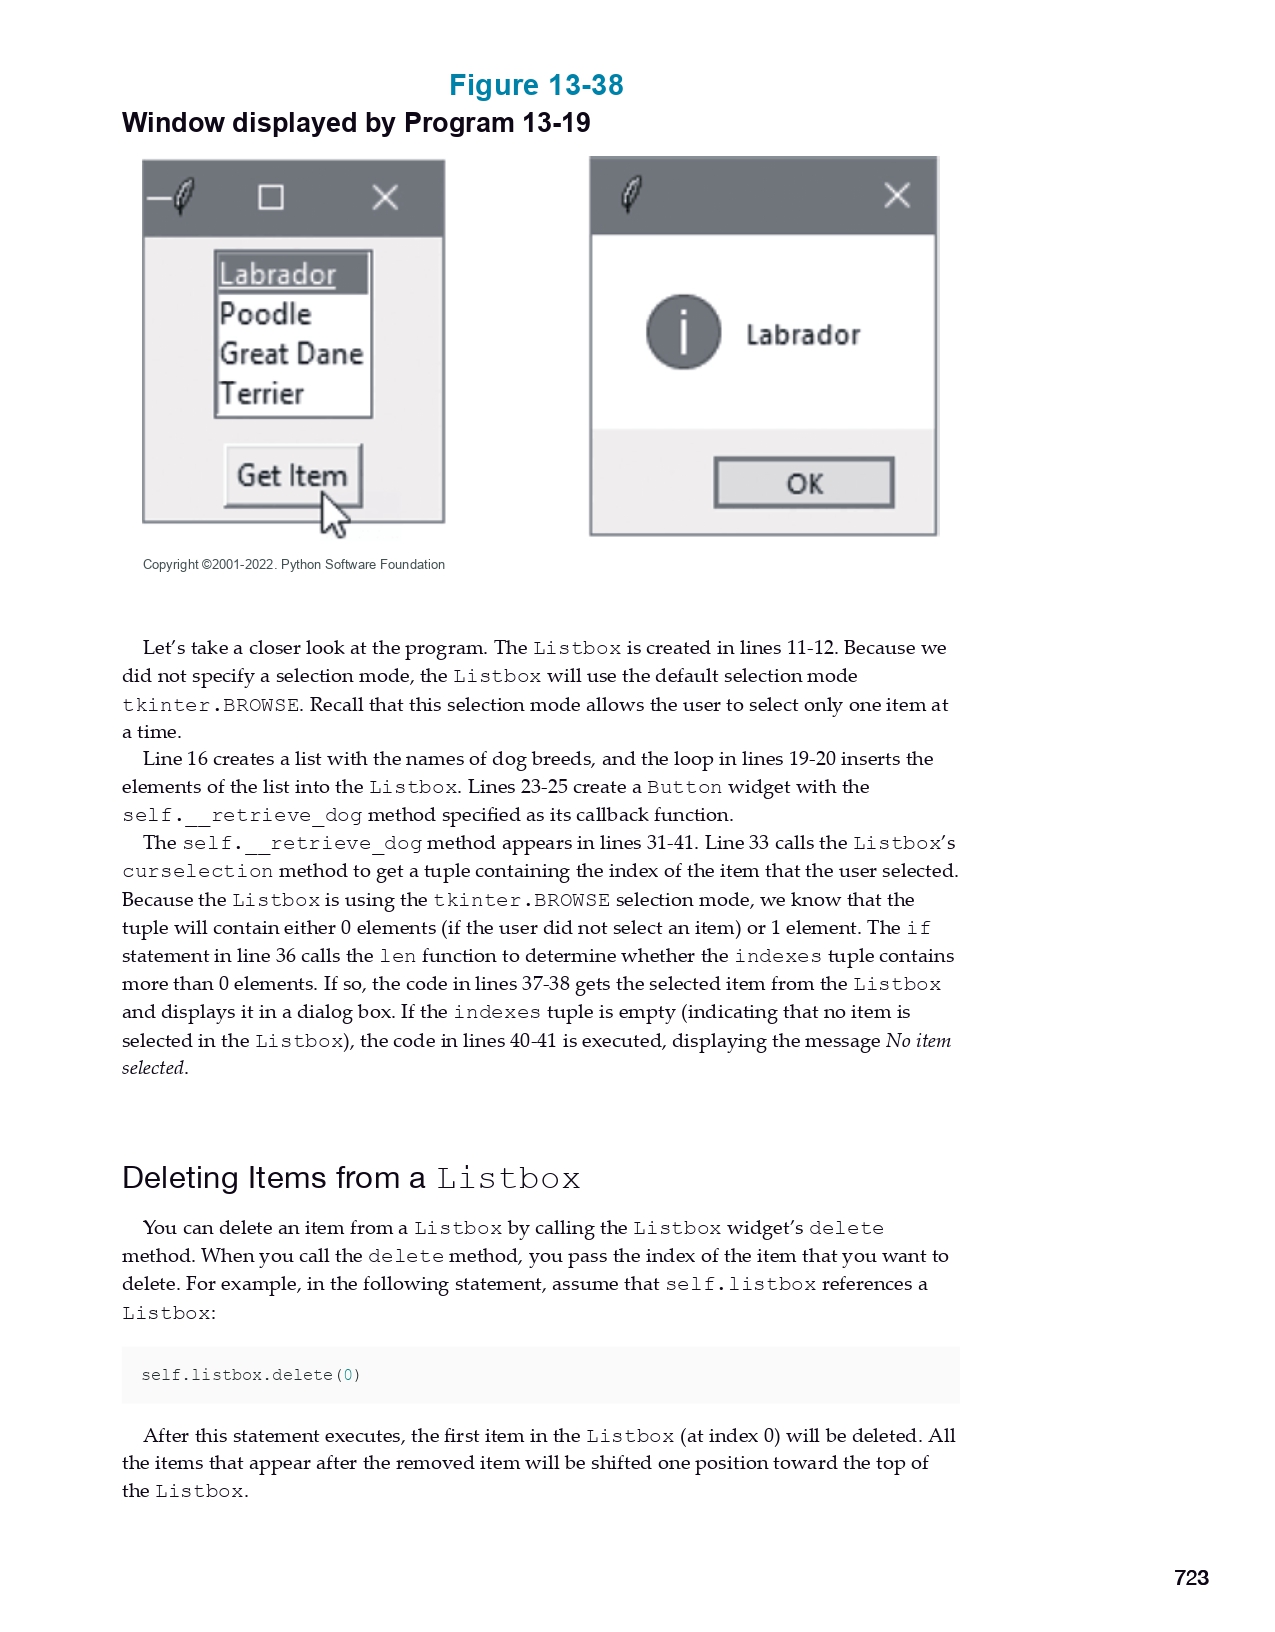 Figure 13-38
Window displayed by Program 13-19
Labrador
Poodle
Great Dane
Terrier
Get Item
i
Labrador
OK
Copyright ©2001-2022. Python Software Foundation
Let’s take a closer look at the program. The Listbox is created in lines 11-12. Because we
did not specify a selection mode, the Listbox will use the default selection mode
tkinter.BROWSE. Recall that this selection mode allows the user to select only one item at
a time.
Line 16 creates a list with the names of dog breeds, and the loop in lines 19-20 inserts the
elements of the list into the Listbox. Lines 23-25 create a Button widget with the
self.__retrieve_dog method specified as its callback function.
The self.__retrieve_dog method appears in lines 31-41. Line 33 calls the Listbox’s
curselection method to get a tuple containing the index of the item that the user selected.
Because the Listbox is using the tkinter.BROWSE selection mode, we know that the
tuple will contain either 0 elements (if the user did not select an item) or 1 element. The if
statement in line 36 calls the len function to determine whether the indexes tuple contains
more than 0 elements. If so, the code in lines 37-38 gets the selected item from the Listbox
and displays it in a dialog box. If the indexes tuple is empty (indicating that no item is
selected in the Listbox), the code in lines 40-41 is executed, displaying the message No item
selected.
Deleting Items from a Listbox
You can delete an item from a Listbox by calling the Listbox widget’s delete
method. When you call the delete method, you pass the index of the item that you want to
delete. For example, in the following statement, assume that self.listbox references a
Listbox:
self.listbox.delete(0)
After this statement executes, the first item in the Listbox (at index 0) will be deleted. All
the items that appear after the removed item will be shifted one position toward the top of
the Listbox.
723